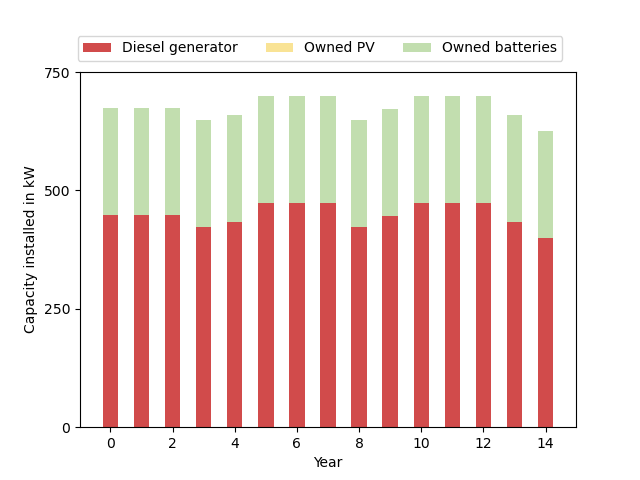 Diesel generator Owned PV Owned batteries
750
500
250
0
Capacity installed in kW
0 2 4 6 8 10 12 14
Year